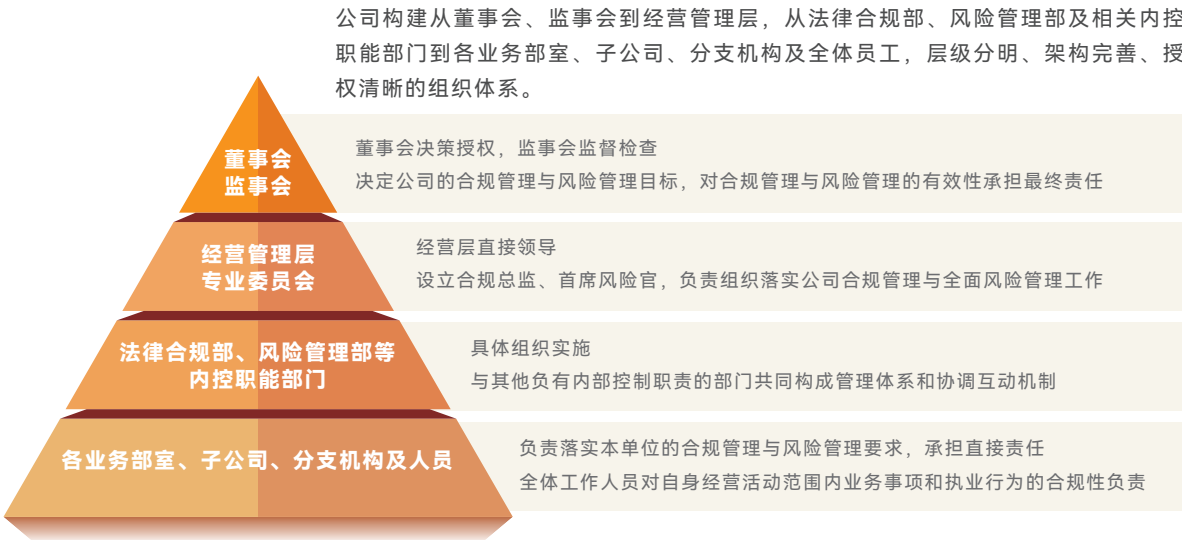 公司构建从董事会、监事会到经营管理层，从法律合规部、风险管理部及相关内控
职能部门到各业务部室、子公司、分支机构及全体员工，层级分明、架构完善、授
权清晰的组织体系。
董事会
监事会
董事会决策授权，监事会监督检查
决定公司的合规管理与风险管理目标，对合规管理与风险管理的有效性承担最终责任
经营管理层
专业委员会
经营层直接领导
设立合规总监、首席风险官，负责组织落实公司合规管理与全面风险管理工作
法律合规部、风险管理部等
内控职能部门
具体组织实施
与其他负有内部控制职责的部门共同构成管理体系和协调互动机制
各业务部室、子公司、分支机构及人员
负责落实本单位的合规管理与风险管理要求，承担直接责任
全体工作人员对自身经营活动范围内业务事项和执业行为的合规性负责